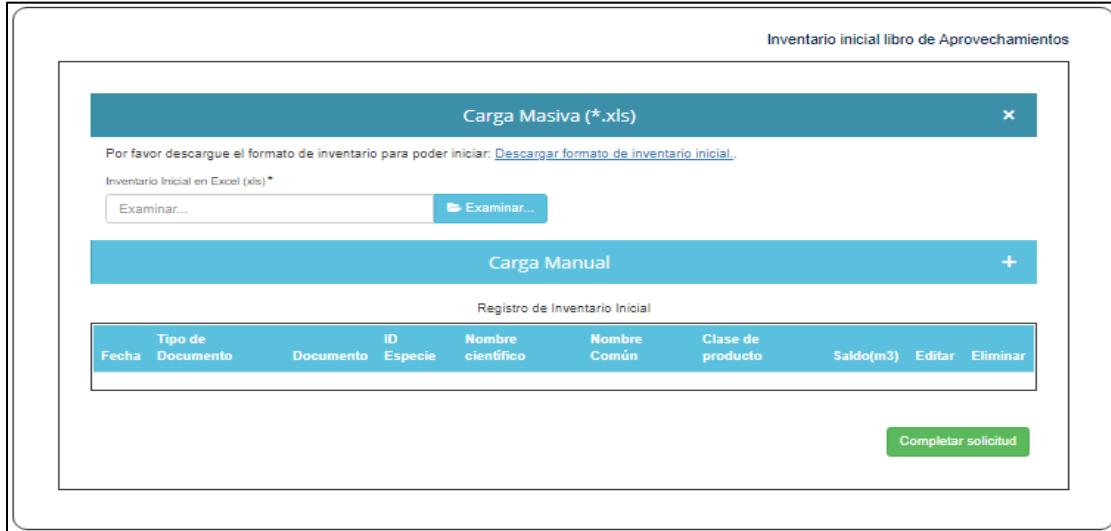 Inventario inicial libro de Aprovechamientos
Carga Masiva (*.xls) ×
Por favor descargue el formato de inventario para poder iniciar: Descargar formato de inventario inicial..
Inventario Inicial en Excel (xls)*
Examinar... Examinar...
Carga Manual +
Registro de Inventario Inicial
Fecha Tipo de Documento Documento ID Especie Nombre científico Nombre Común Clase de producto Saldo(m3) Editar Eliminar
Completar solicitud